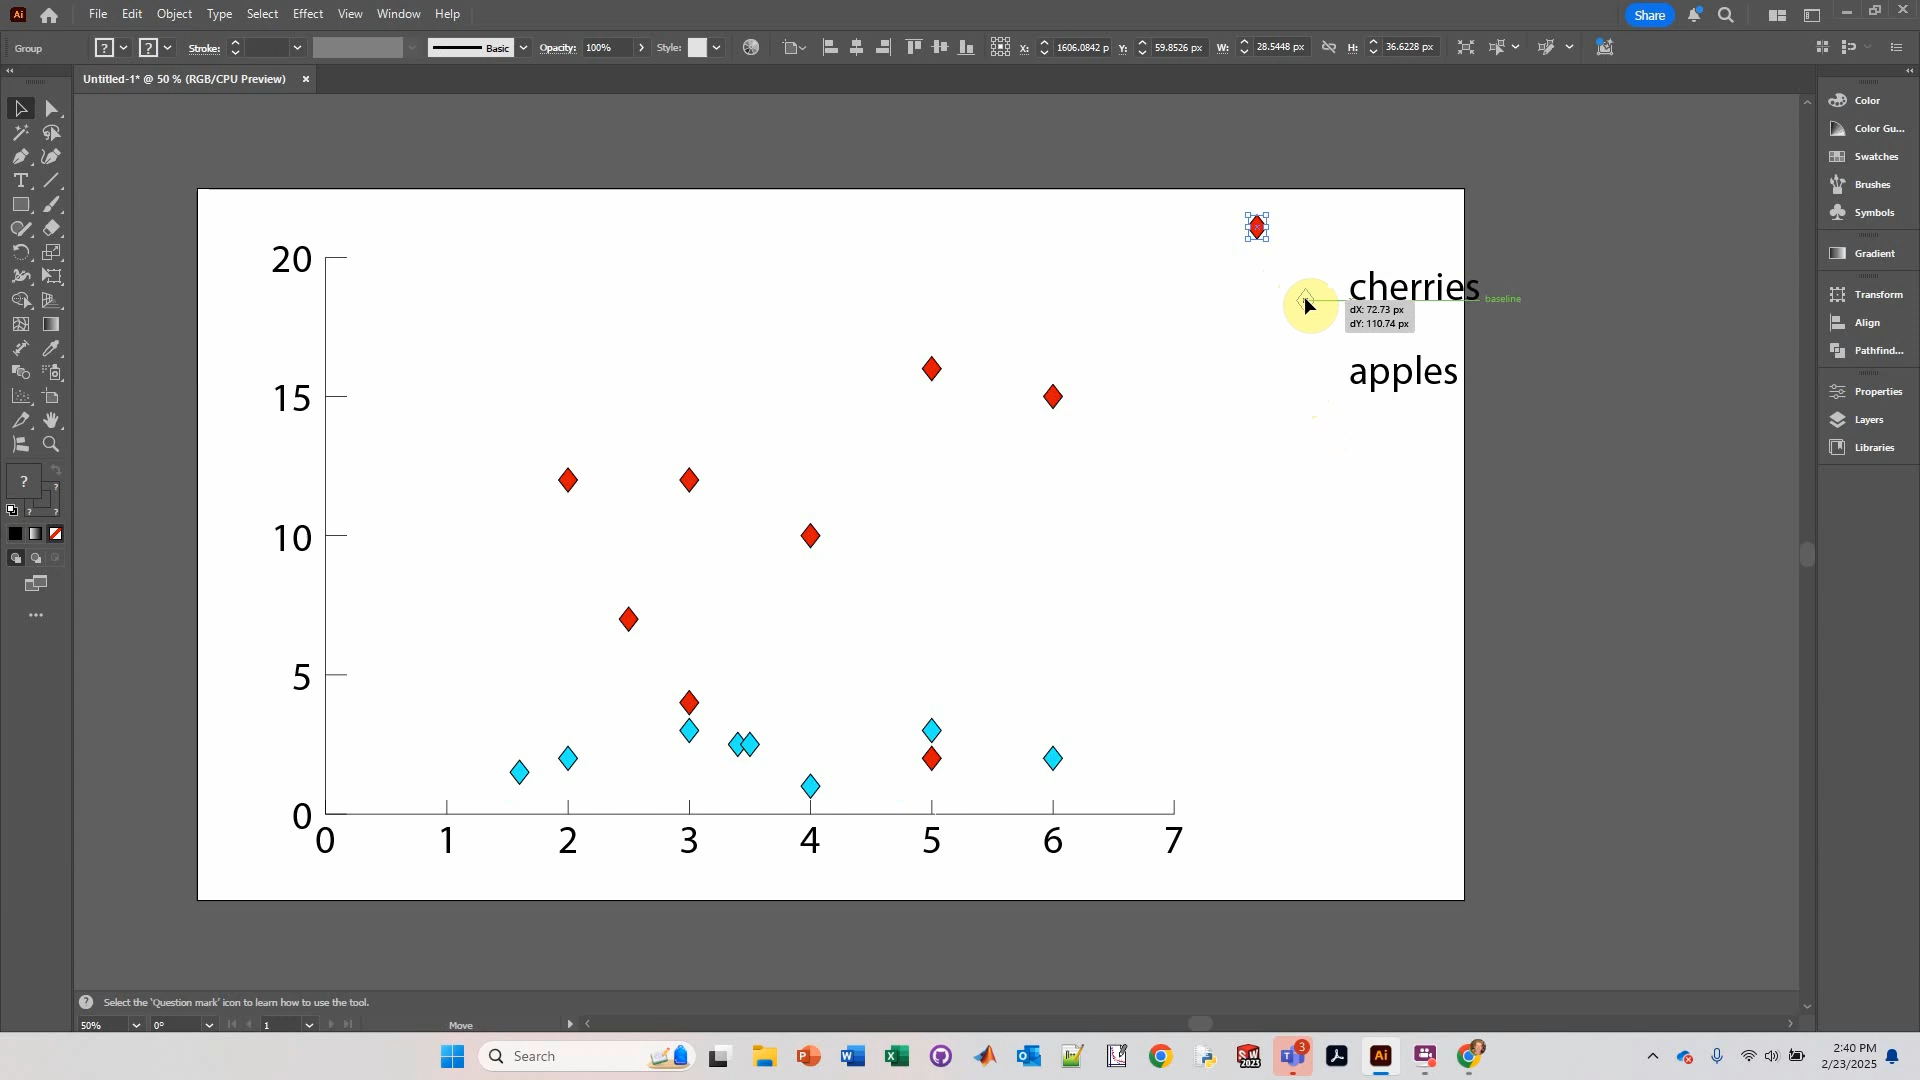 Ai File Edit Object Type Select Effect View Window Help Share
Group Stroke: Basic Opacity: 100% Style: X: 1606.0842 p Y: 59.8526 px W: 28.5448 px H: 36.6228 px
Untitled-1* @ 50 % (RGB/CPU Preview)
Color
Color Gu...
Swatches
Brushes
Symbols
Gradient
Transform
Align
Pathfind...
Properties
Layers
Libraries
cherries
baseline
dX: 72.73 px
dY: 110.74 px
apples
20
15
10
5
0
0 1 2 3 4 5 6 7
Select the 'Question mark' icon to learn how to use the tool.
50% 0° 1 Move
Search
2023
3
Ai
2:40 PM
2/23/2025